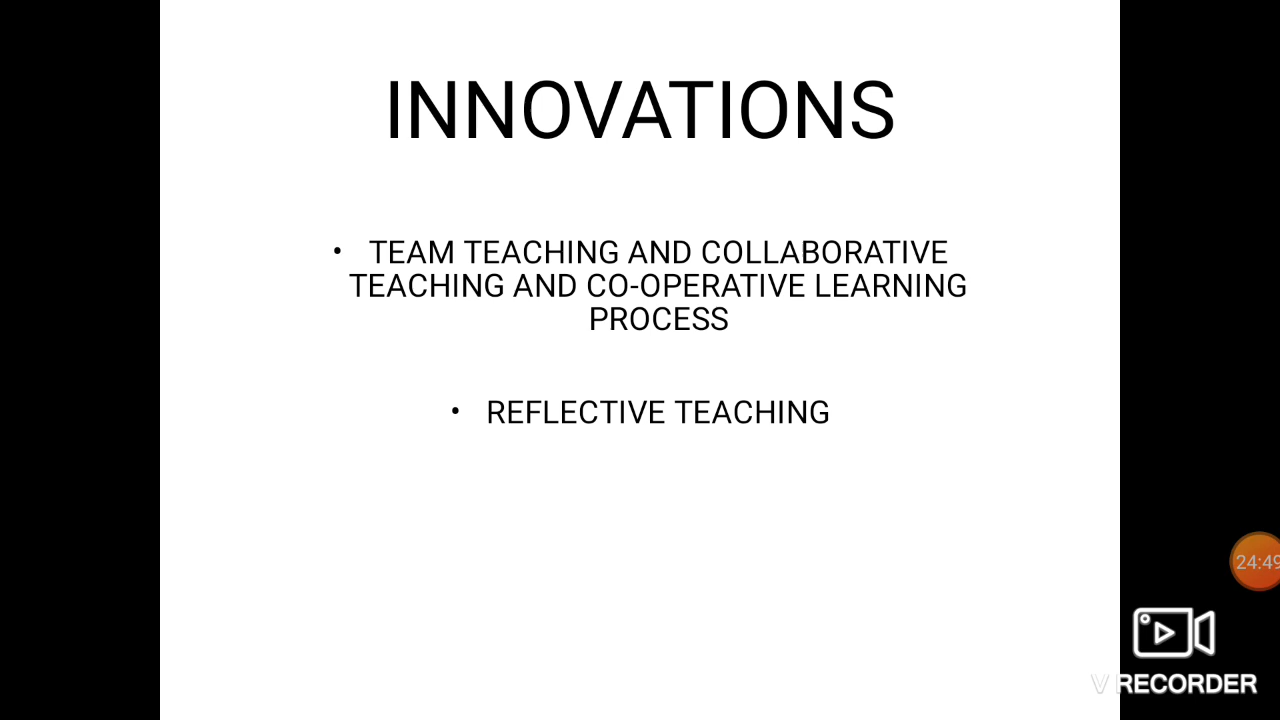 INNOVATIONS
• TEAM TEACHING AND COLLABORATIVE
TEACHING AND CO-OPERATIVE LEARNING
PROCESS
• REFLECTIVE TEACHING
24:49
V RECORDER